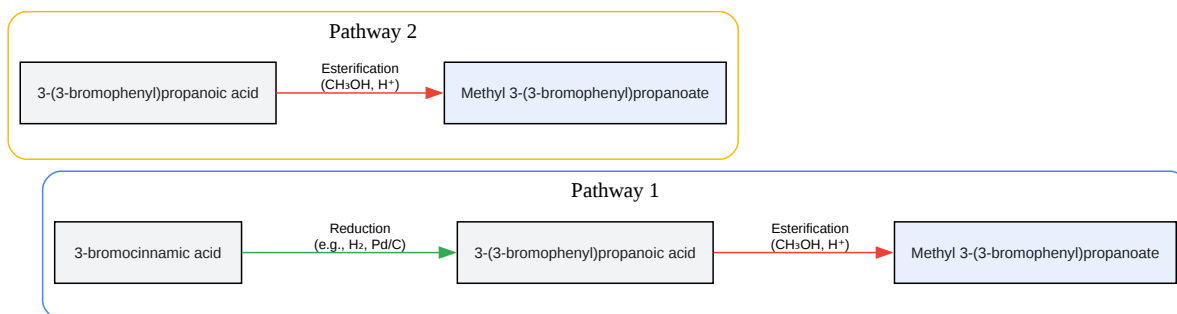 Pathway 2
3-(3-bromophenyl)propanoic acid
Esterification
(CH₃OH, H⁺)
Methyl 3-(3-bromophenyl)propanoate
Pathway 1
3-bromocinnamic acid
Reduction
(e.g., H₂, Pd/C)
3-(3-bromophenyl)propanoic acid
Esterification
(CH₃OH, H⁺)
Methyl 3-(3-bromophenyl)propanoate